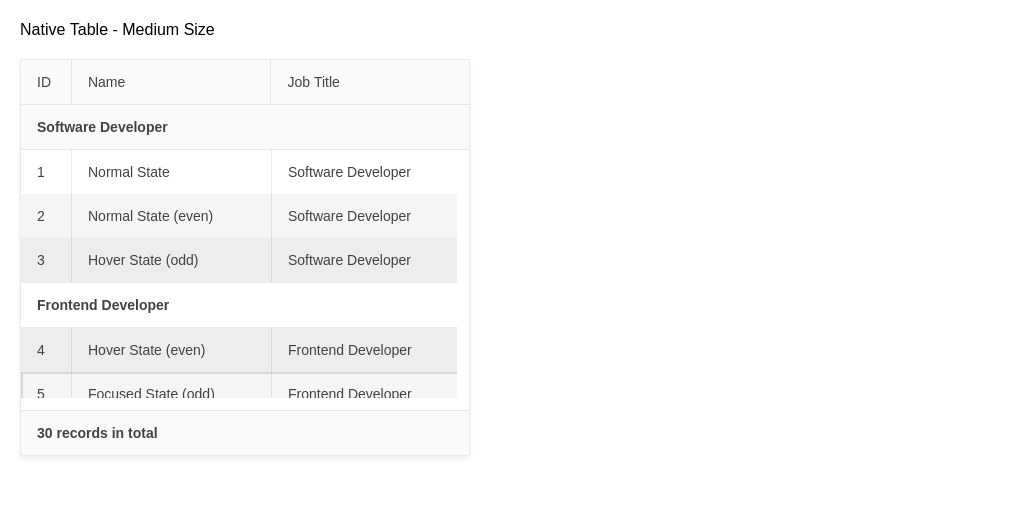 Native Table - Medium Size
ID Name Job Title
Software Developer
1 Normal State Software Developer
2 Normal State (even) Software Developer
3 Hover State (odd) Software Developer
Frontend Developer
4 Hover State (even) Frontend Developer
5 Focused State (odd) Frontend Developer
30 records in total